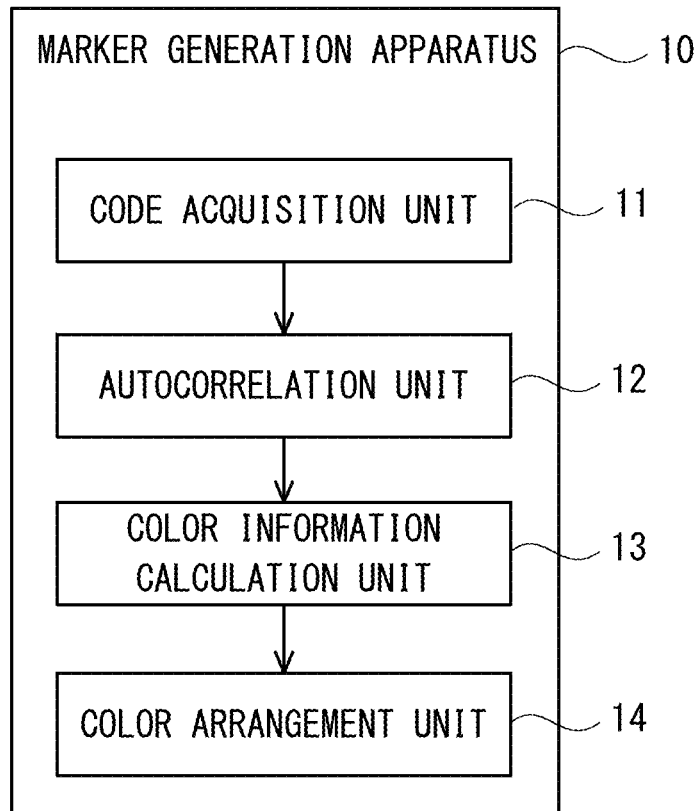 MARKER GENERATION APPARATUS 10
CODE ACQUISITION UNIT 11
AUTOCORRELATION UNIT 12
COLOR INFORMATION
CALCULATION UNIT 13
COLOR ARRANGEMENT UNIT 14